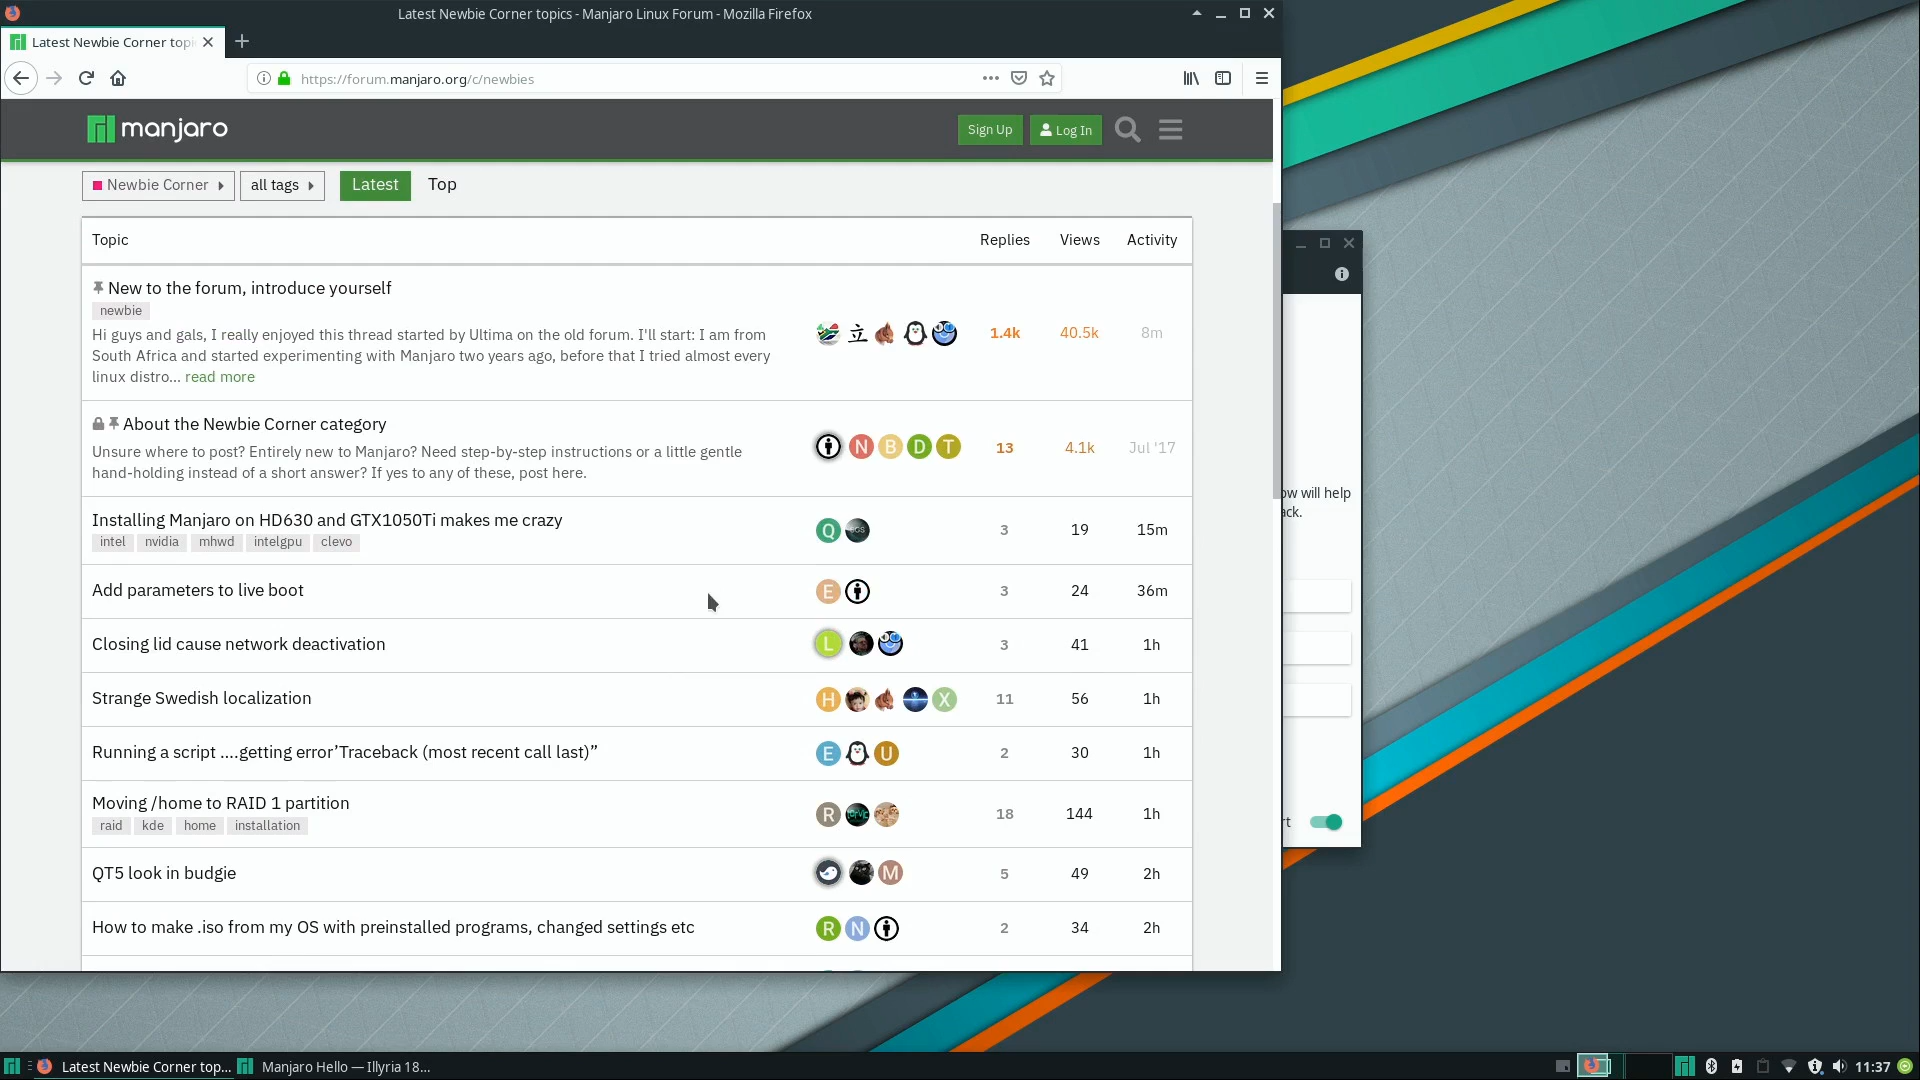 Latest Newbie Corner topics - Manjaro Linux Forum - Mozilla Firefox
Latest Newbie Corner topi
https://forum.manjaro.org/c/newbies
manjaro
Sign Up
Log In
Newbie Corner
all tags
Latest
Top
Topic Replies Views Activity
New to the forum, introduce yourself
newbie
Hi guys and gals, I really enjoyed this thread started by Ultima on the old forum. I'll start: I am from
South Africa and started experimenting with Manjaro two years ago, before that I tried almost every
linux distro... read more
立
1.4k 40.5k 8m
About the Newbie Corner category
Unsure where to post? Entirely new to Manjaro? Need step-by-step instructions or a little gentle
hand-holding instead of a short answer? If yes to any of these, post here.
N B D T
13 4.1k Jul '17
Installing Manjaro on HD630 and GTX1050Ti makes me crazy
intel nvidia mhwd intelgpu clevo
Q
3 19 15m
Add parameters to live boot
E
3 24 36m
Closing lid cause network deactivation
L
3 41 1h
Strange Swedish localization
H X
11 56 1h
Running a script ....getting error’Traceback (most recent call last)”
E U
2 30 1h
Moving /home to RAID 1 partition
raid kde home installation
R
18 144 1h
QT5 look in budgie
M
5 49 2h
How to make .iso from my OS with preinstalled programs, changed settings etc
R N
2 34 2h
ow will help
ack.
rt
Latest Newbie Corner top...
Manjaro Hello — Illyria 18...
11:37